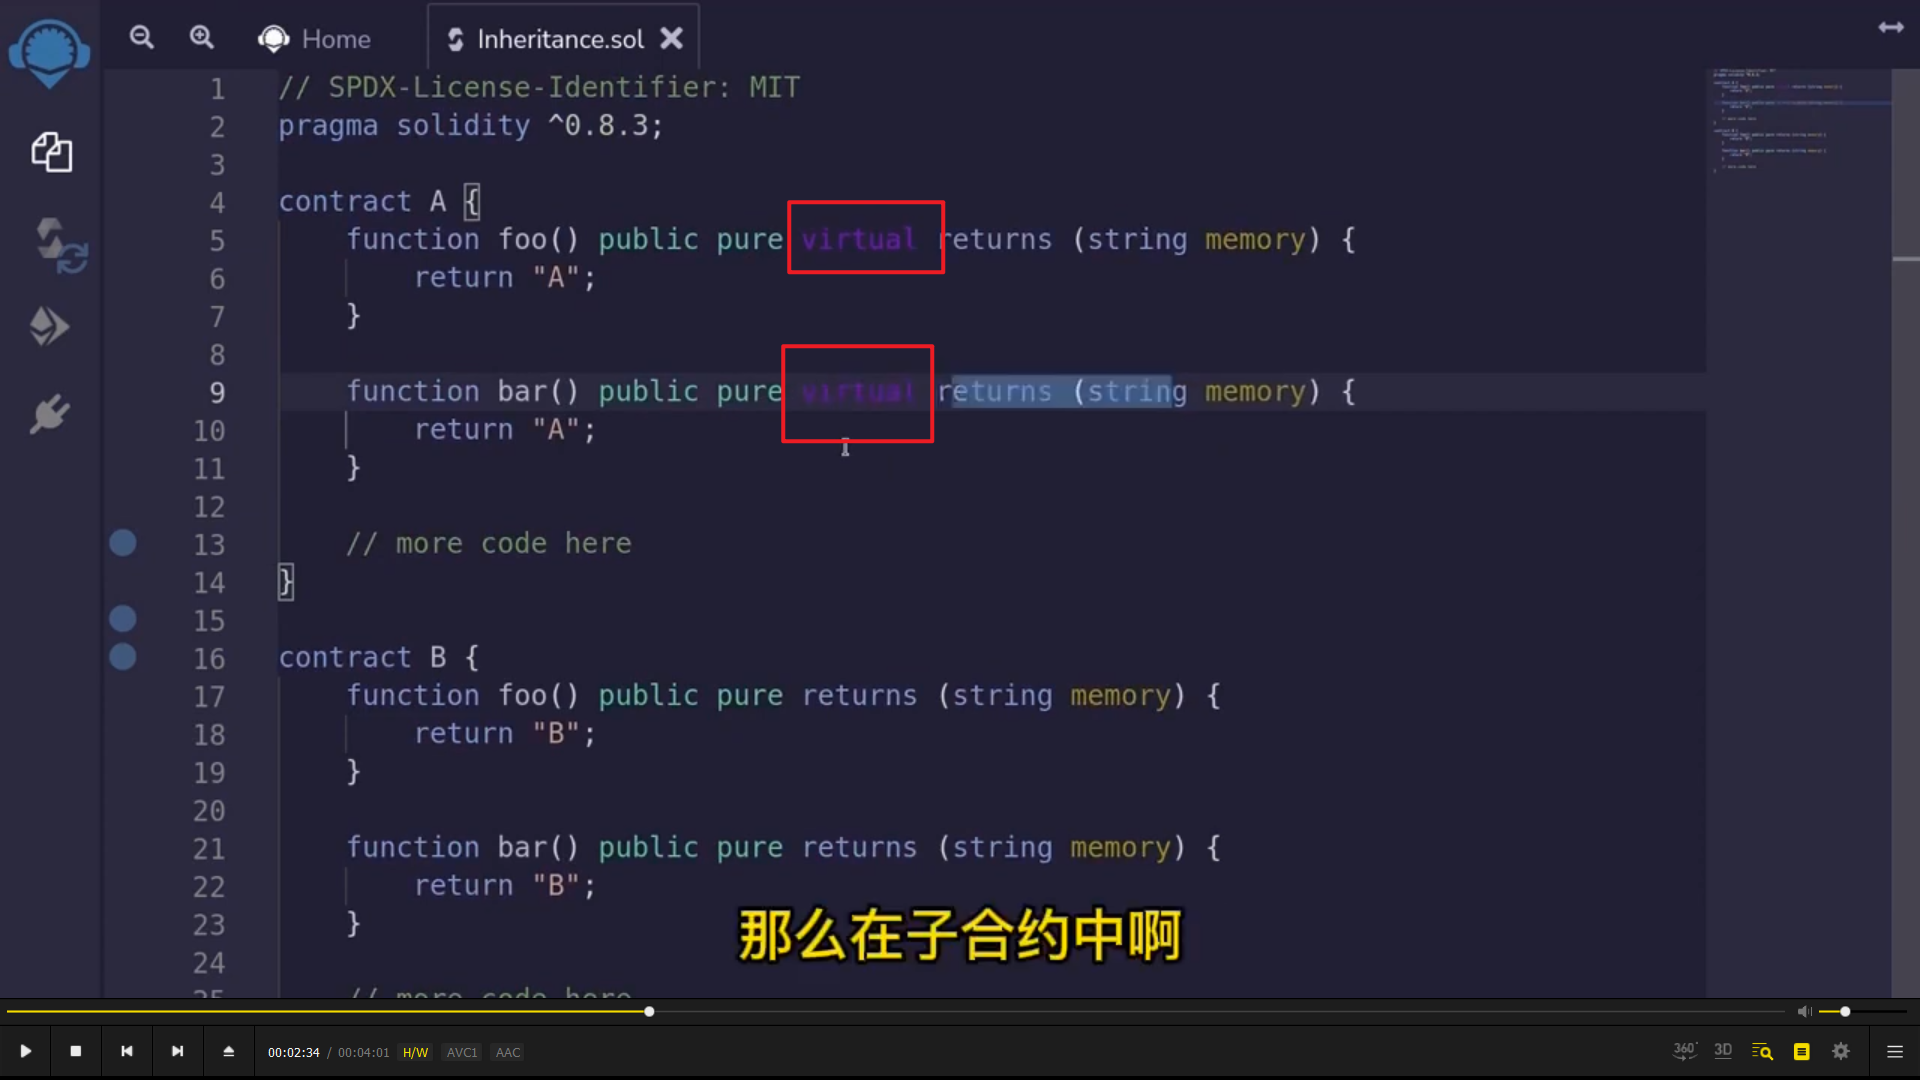 Home
Inheritance.sol
1 // SPDX-License-Identifier: MIT
2 pragma solidity ^0.8.3;
3
4 contract A {
5 function foo() public pure virtual returns (string memory) {
6 return "A";
7 }
8
9 function bar() public pure virtual returns (string memory) {
10 return "A";
11 }
12
13 // more code here
14 }
15
16 contract B {
17 function foo() public pure returns (string memory) {
18 return "B";
19 }
20
21 function bar() public pure returns (string memory) {
22 return "B";
23 }
24
25 // more code here
那么在子合约中啊
00:02:34 / 00:04:01 H/W AVC1 AAC
360° 3D